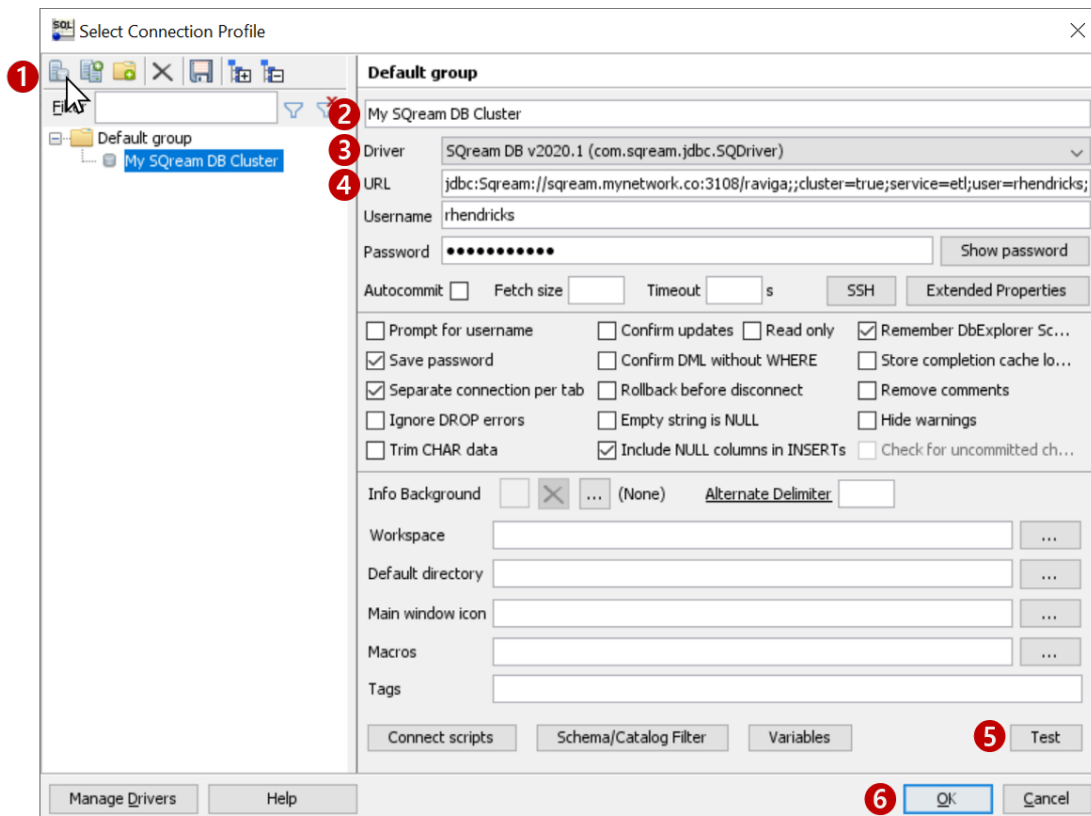 SQL Select Connection Profile
1
Default group
2 My SQream DB Cluster
Default group
My SQream DB Cluster
3 Driver SQream DB v2020.1 (com.sqream.jdbc.SQDriver)
4 URL jdbc:Sqream://sqream.mynetwork.co:3108/raviga;;cluster=true;service=etl;user=rhendricks;
Username rhendricks
Password ●●●●●●●●●●● Show password
Autocommit Fetch size Timeout s SSH Extended Properties
Prompt for username Confirm updates Read only Remember DbExplorer Sc...
Save password Confirm DML without WHERE Store completion cache lo...
Separate connection per tab Rollback before disconnect Remove comments
Ignore DROP errors Empty string is NULL Hide warnings
Trim CHAR data Include NULL columns in INSERTs Check for uncommitted ch...
Info Background ... (None) Alternate Delimiter
Workspace ...
Default directory ...
Main window icon ...
Macros ...
Tags
Connect scripts Schema/Catalog Filter Variables 5 Test
Manage Drivers Help 6 OK Cancel